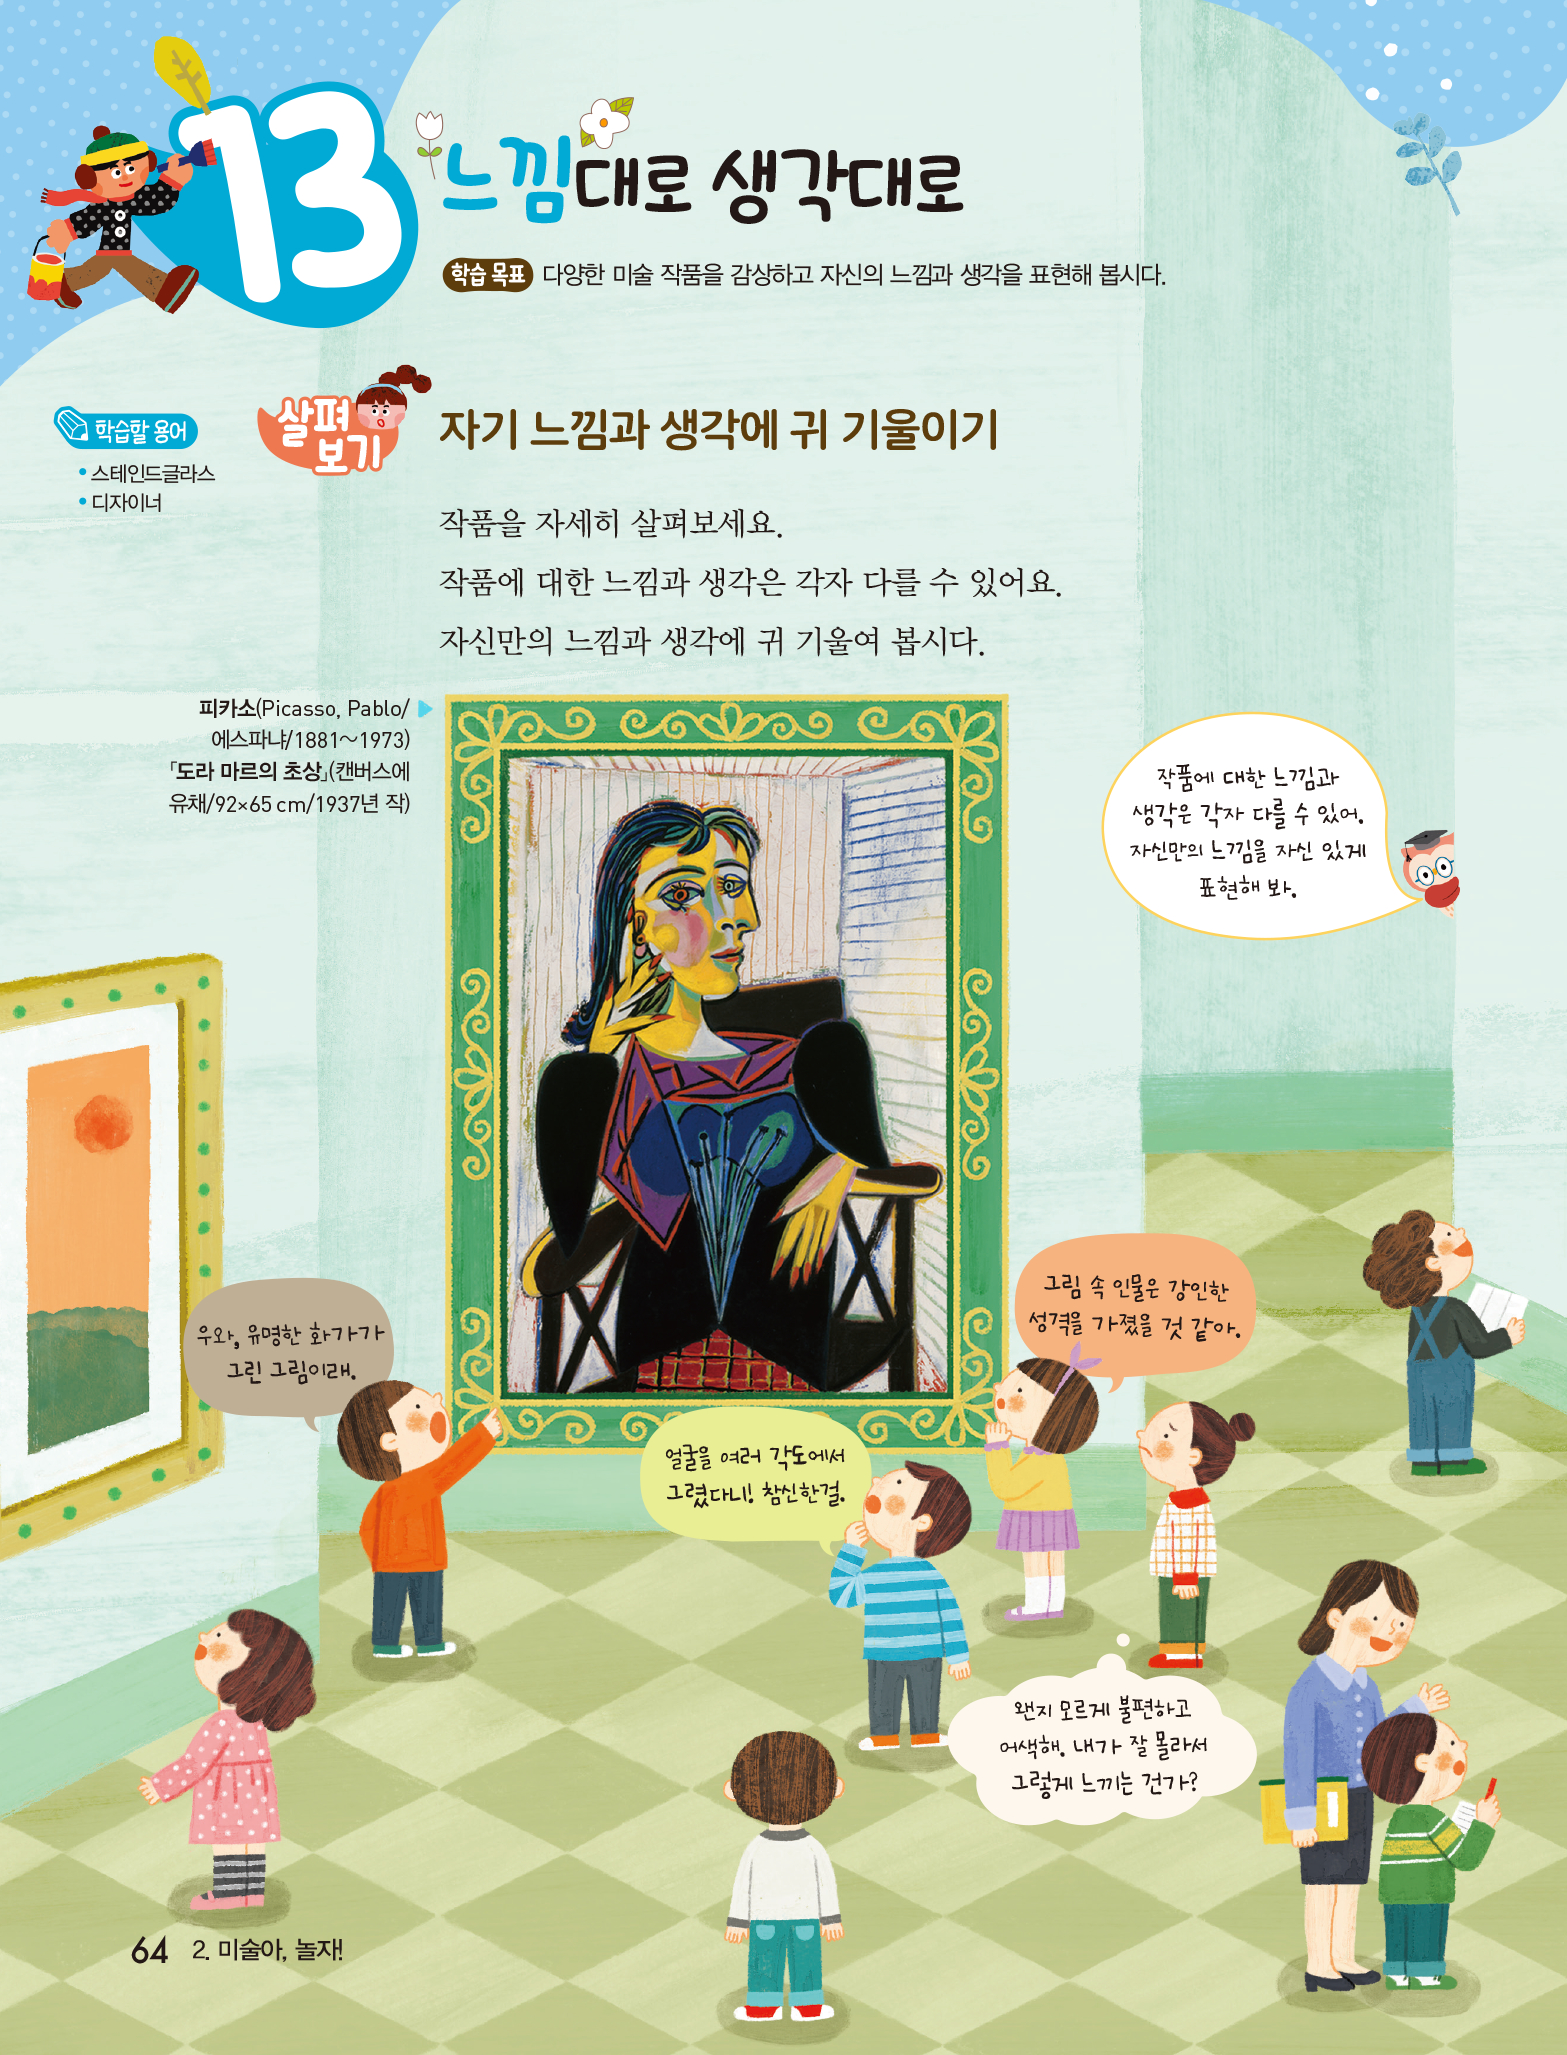 13
느낌대로 생각대로
학습 목표 다양한 미술 작품을 감상하고 자신의 느낌과 생각을 표현해 봅시다.
학습할 용어
• 스테인드글라스
• 디자이너
살펴
보기
자기 느낌과 생각에 귀 기울이기
작품을 자세히 살펴보세요.
작품에 대한 느낌과 생각은 각자 다를 수 있어요.
자신만의 느낌과 생각에 귀 기울여 봅시다.
피카소(Picasso, Pablo/
에스파냐/1881~1973)
「도라 마르의 초상」(캔버스에
유채/92×65 cm/1937년 작)
작품에 대한 느낌과
생각은 각자 다를 수 있어.
자신만의 느낌을 자신 있게
표현해 봐.
우와, 유명한 화가가
그린 그림이래.
그림 속 인물은 강인한
성격을 가졌을 것 같아.
얼굴을 여러 각도에서
그렸다니! 참신한걸.
왠지 모르게 불편하고
어색해. 내가 잘 몰라서
그렇게 느끼는 건가?
64 2. 미술아, 놀자!